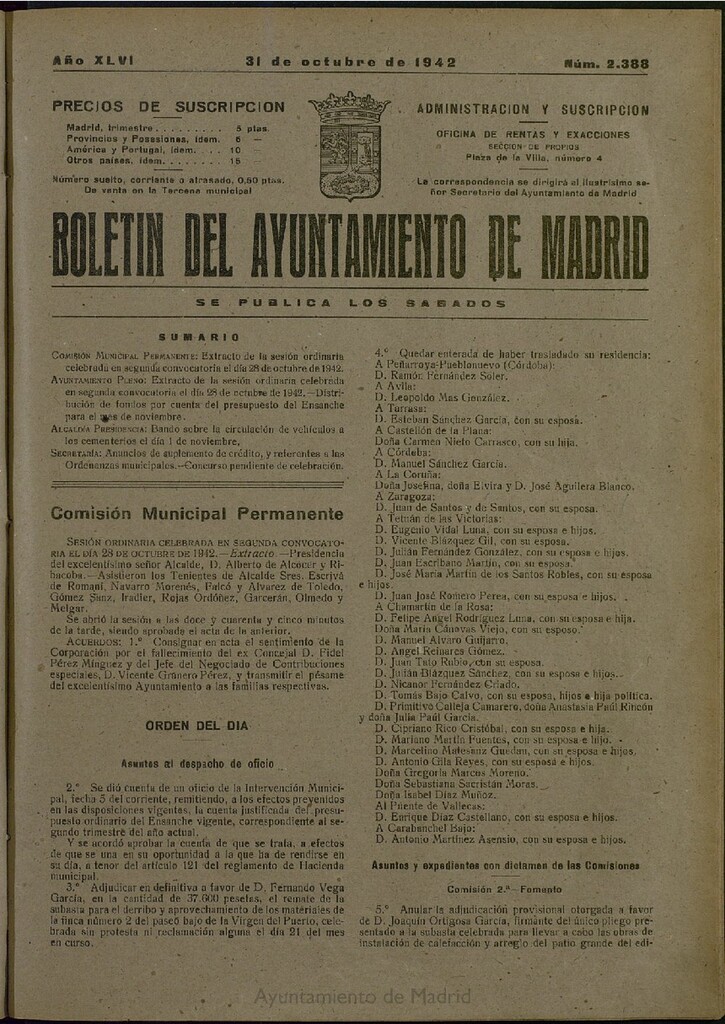 Año XLVI 31 de octubre de 1942 Núm. 2.388
PRECIOS DE SUSCRIPCION
Madrid, trimestre......... 5 ptas.
Provincias y Posesiones, idem. 6 —
América y Portugal, idem.... 10 —
Otros países, idem........ 15 —
Número suelto, corriente o atrasado, 0,50 ptas.
De venta en la Tercena municipal
ADMINISTRACION Y SUSCRIPCION
OFICINA DE RENTAS Y EXACCIONES
SECCION DE PROPIOS
Plaza de la Villa, número 4
La correspondencia se dirigirá al ilustrísimo se-
ñor Secretario del Ayuntamiento de Madrid
BOLETIN DEL AYUNTAMIENTO DE MADRID
SE PUBLICA LOS SABADOS
SUMARIO
COMISIÓN MUNICIPAL PERMANENTE: Extracto de la sesión ordinaria
celebrada en segunda convocatoria el día 28 de octubre de 1942.
AYUNTAMIENTO PLENO: Extracto de la sesión ordinaria celebrada
en segunda convocatoria el día 28 de octubre de 1942.—Distri-
bución de fondos por cuenta del presupuesto del Ensanche
para el mes de noviembre.
ALCALDÍA PRESIDENCIA: Bando sobre la circulación de vehículos a
los cementerios el día 1 de noviembre.
SECRETARÍA: Anuncios de suplemento de crédito, y referentes a las
Ordenanzas municipales.—Concurso pendiente de celebración.
Comisión Municipal Permanente
SESIÓN ORDINARIA CELEBRADA EN SEGUNDA CONVOCATO-
RIA EL DÍA 28 DE OCTUBRE DE 1942.—Extracto.—Presidencia
del excelentísimo señor Alcalde, D. Alberto de Alcocer y Ri-
bacoba.—Asistieron los Tenientes de Alcalde Sres. Escrivá
de Romaní, Navarro Morenés, Falcó y Alvarez de Toledo,
Gómez Sanz, Iradier, Rojas Ordóñez, Garcerán, Olmedo y
Melgar.
Se abrió la sesión a las doce y cuarenta y cinco minutos
de la tarde, siendo aprobada el acta de la anterior.
ACUERDOS: 1.º Consignar en acta el sentimiento de la
Corporación por el fallecimiento del ex Concejal D. Fidel
Pérez Mínguez y del Jefe del Negociado de Contribuciones
especiales, D. Vicente Granero Pérez, y transmitir el pésame
del excelentísimo Ayuntamiento a las familias respectivas.
ORDEN DEL DIA
Asuntos al despacho de oficio
2.º Se dió cuenta de un oficio de la Intervención Munici-
pal, fecha 5 del corriente, remitiendo, a los efectos prevenidos
en las disposiciones vigentes, la cuenta justificada del presu-
puesto ordinario del Ensanche vigente, correspondiente al se-
gundo trimestre del año actual.
Y se acordó aprobar la cuenta de que se trata, a efectos
de que se una en su oportunidad a la que ha de rendirse en
su día, a tenor del artículo 121 del reglamento de Hacienda
municipal.
3.º Adjudicar en definitiva a favor de D. Fernando Vega
García, en la cantidad de 37.600 pesetas, el remate de la
subasta para el derribo y aprovechamiento de los materiales de
la finca número 2 del paseo bajo de la Virgen del Puerto, cele-
brada sin protesta ni reclamación alguna el día 21 del mes
en curso.
4.º Quedar enterada de haber trasladado su residencia:
A Peñarroya-Pueblonuevo (Córdoba):
D. Ramón Fernández Soler.
A Avila:
D. Leopoldo Mas González.
A Tarrasa:
D. Esteban Sánchez García, con su esposa.
A Castellón de la Plana:
Doña Carmen Nieto Carrasco, con su hija.
A Córdoba:
D. Manuel Sánchez García.
A La Coruña:
Doña Josefina, doña Elvira y D. José Aguilera Blanco.
A Zaragoza:
D. Juan de Santos y de Santos, con su esposa.
A Tetuán de las Victorias:
D. Eugenio Vidal Luna, con su esposa e hijos.
D. Vicente Blázquez Gil, con su esposa.
D. Julián Fernández González, con su esposa e hijos.
D. Juan Escribano Martín, con su esposa.
D. José María Martín de los Santos Robles, con su esposa
e hijos.
D. Juan José Romero Perea, con su esposa e hijos.
A Chamartín de la Rosa:
D. Felipe Angel Rodríguez Luna, con su esposa e hija.
Doña María Cánovas Viejo, con su esposo.
D. Manuel Alvaro Guijarro.
D. Angel Reinares Gómez.
D. Juan Tato Rubio, con su esposa.
D. Julián Blázquez Sánchez, con su esposa e hijos.
D. Nicanor Fernández Criado.
D. Tomás Bajo Calvo, con su esposa, hijos e hija política.
D. Primitivo Calleja Camarero, doña Anastasia Paúl Rincón
y doña Julia Paúl García.
D. Cipriano Rico Cristóbal, con su esposa e hija.
D. Mariano Martín Puentes, con su esposa e hijo.
D. Marcelino Matesanz Guedan, con su esposa e hijos.
D. Antonio Gila Reyes, con su esposa e hijos.
Doña Gregoria Marcos Moreno.
Doña Sebastiana Sacristán Moras.
Doña Isabel Díaz Muñoz.
Al Puente de Vallecas:
D. Enrique Díaz Castellano, con su esposa e hijos.
A Carabanchel Bajo:
D. Antonio Martínez Asensio, con su esposa e hijos.
Asuntos y expedientes con dictamen de las Comisiones
Comisión 2.ª—Fomento
5.º Anular la adjudicación provisional otorgada a favor
de D. Joaquín Ortigosa García, firmante del único pliego pre-
sentado a la subasta celebrada para llevar a cabo las obras de
instalación de calefacción y arreglo del patio grande del edi-
Ayuntamiento de Madrid